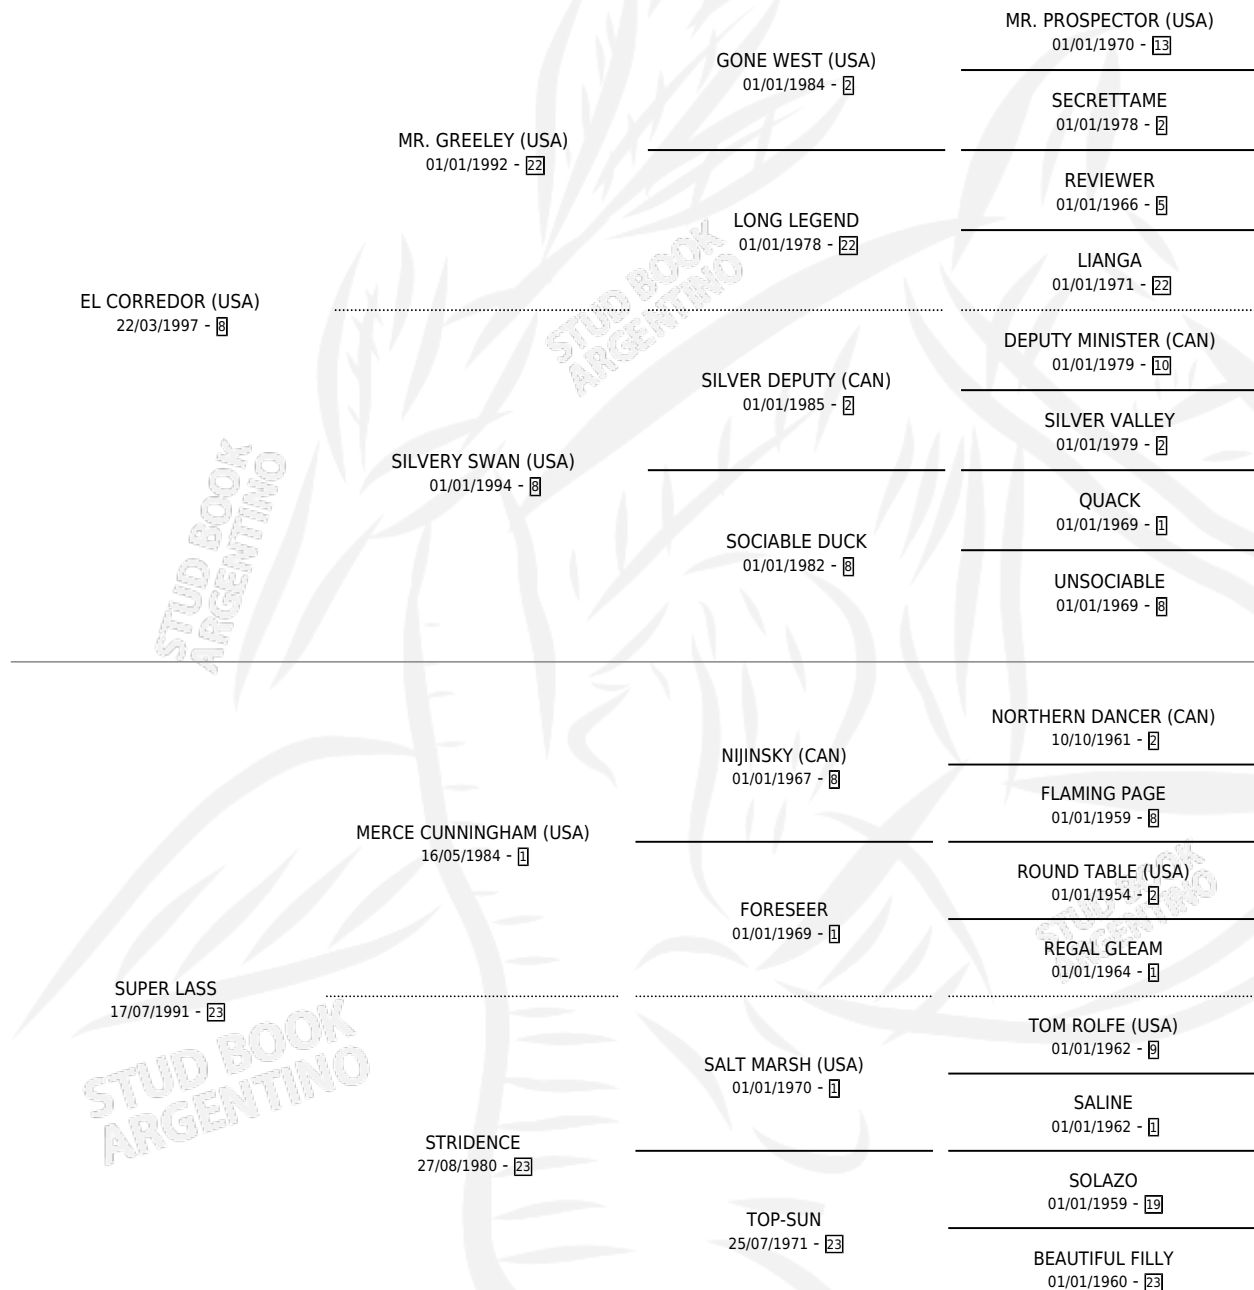 MR. PROSPECTOR (USA)
01/01/1970 - 13
GONE WEST (USA)
01/01/1984 - 2
SECRETTAME
01/01/1978 - 2
MR. GREELEY (USA)
01/01/1992 - 22
REVIEWER
01/01/1966 - 5
LONG LEGEND
01/01/1978 - 22
LIANGA
01/01/1971 - 22
EL CORREDOR (USA)
22/03/1997 - 8
DEPUTY MINISTER (CAN)
01/01/1979 - 10
SILVER DEPUTY (CAN)
01/01/1985 - 2
SILVER VALLEY
01/01/1979 - 2
SILVERY SWAN (USA)
01/01/1994 - 8
QUACK
01/01/1969 - 1
SOCIABLE DUCK
01/01/1982 - 8
UNSOCIABLE
01/01/1969 - 8
NORTHERN DANCER (CAN)
10/10/1961 - 2
NIJINSKY (CAN)
01/01/1967 - 8
FLAMING PAGE
01/01/1959 - 8
MERCE CUNNINGHAM (USA)
16/05/1984 - 1
ROUND TABLE (USA)
01/01/1954 - 2
FORESEER
01/01/1969 - 1
REGAL GLEAM
01/01/1964 - 1
SUPER LASS
17/07/1991 - 23
TOM ROLFE (USA)
01/01/1962 - 9
SALT MARSH (USA)
01/01/1970 - 1
SALINE
01/01/1962 - 1
STRIDENCE
27/08/1980 - 23
SOLAZO
01/01/1959 - 19
TOP-SUN
25/07/1971 - 23
BEAUTIFUL FILLY
01/01/1960 - 23
STUD BOOK
ARGENTINO
STUD BOOK
ARGENTINO
STUD BOOK
ARGENTINO
STUD BOOK
ARGENTINO